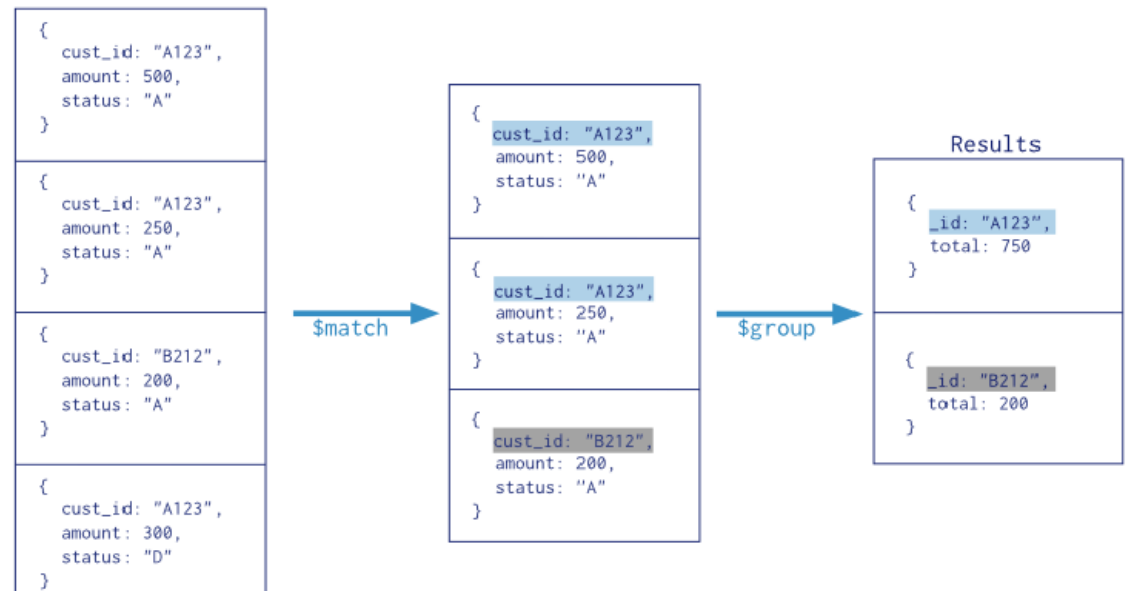 {
cust_id: "A123",
amount: 500,
status: "A"
}
{
cust_id: "A123",
amount: 250,
status: "A"
}
{
cust_id: "B212",
amount: 200,
status: "A"
}
{
cust_id: "A123",
amount: 300,
status: "D"
}
$match
{
cust_id: "A123",
amount: 500,
status: "A"
}
{
cust_id: "A123",
amount: 250,
status: "A"
}
{
cust_id: "B212",
amount: 200,
status: "A"
}
$group
Results
{
_id: "A123",
total: 750
}
{
_id: "B212",
total: 200
}